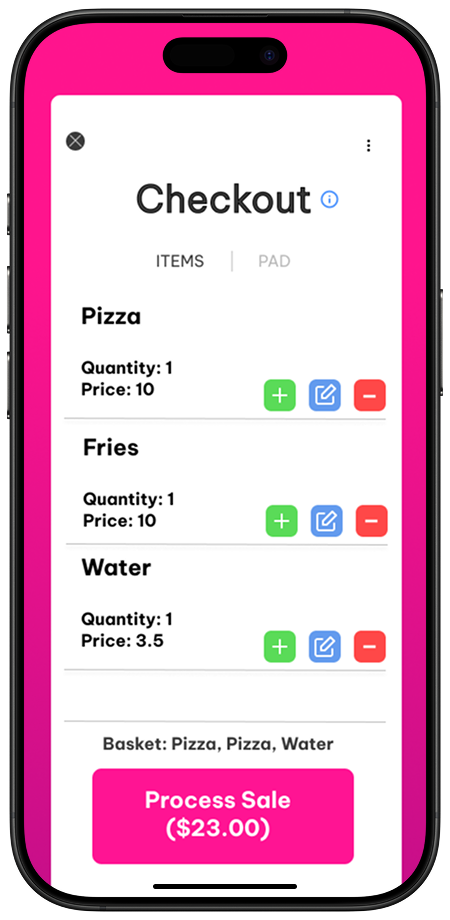 Checkout
ITEMS | PAD
Pizza
Quantity: 1
Price: 10
Fries
Quantity: 1
Price: 10
Water
Quantity: 1
Price: 3.5
Basket: Pizza, Pizza, Water
Process Sale
($23.00)